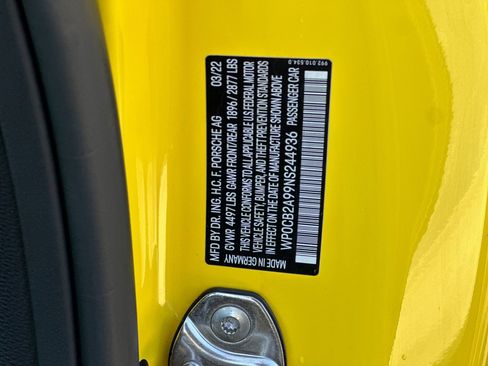 MFD BY DR. ING. H.C. F. PORSCHE AG 03/22
GVWR 4497 LBS GAWR FRONT/REAR 1896 / 2877 LBS
THIS VEHICLE CONFORMS TO ALL APPLICABLE U.S. FEDERAL MOTOR
VEHICLE SAFETY, BUMPER, AND THEFT PREVENTION STANDARDS
IN EFFECT ON THE DATE OF MANUFACTURE SHOWN ABOVE.
WP0CB2A99NS244936 PASSENGER CAR
MADE IN GERMANY
992.010.534.0